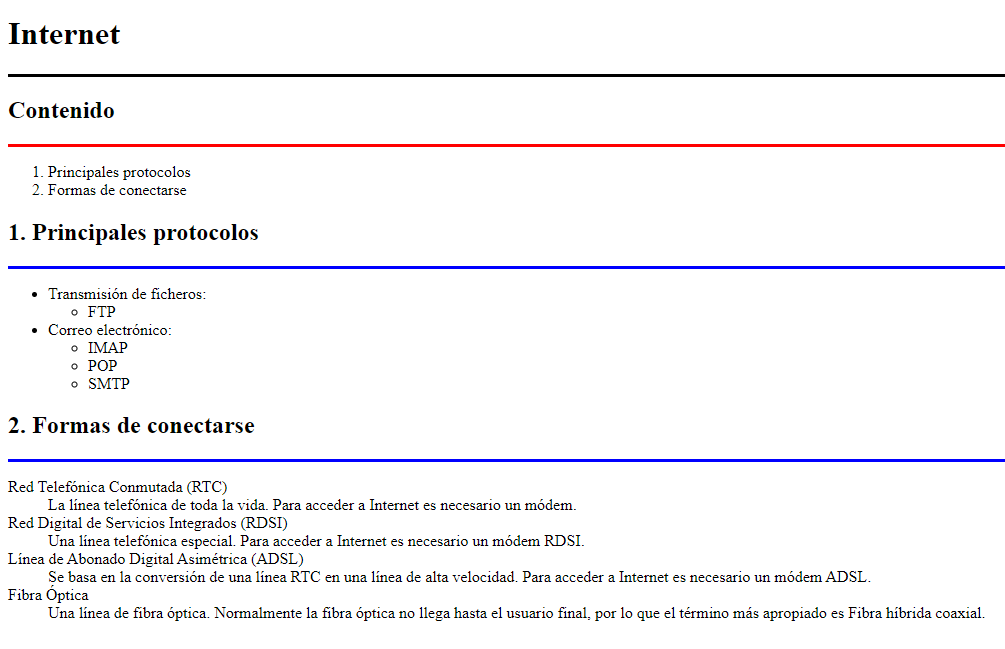 Internet
Contenido
1. Principales protocolos
2. Formas de conectarse
1. Principales protocolos
• Transmisión de ficheros:
◦ FTP
• Correo electrónico:
◦ IMAP
◦ POP
◦ SMTP
2. Formas de conectarse
Red Telefónica Conmutada (RTC)
La línea telefónica de toda la vida. Para acceder a Internet es necesario un módem.
Red Digital de Servicios Integrados (RDSI)
Una línea telefónica especial. Para acceder a Internet es necesario un módem RDSI.
Línea de Abonado Digital Asimétrica (ADSL)
Se basa en la conversión de una línea RTC en una línea de alta velocidad. Para acceder a Internet es necesario un módem ADSL.
Fibra Óptica
Una línea de fibra óptica. Normalmente la fibra óptica no llega hasta el usuario final, por lo que el término más apropiado es Fibra híbrida coaxial.